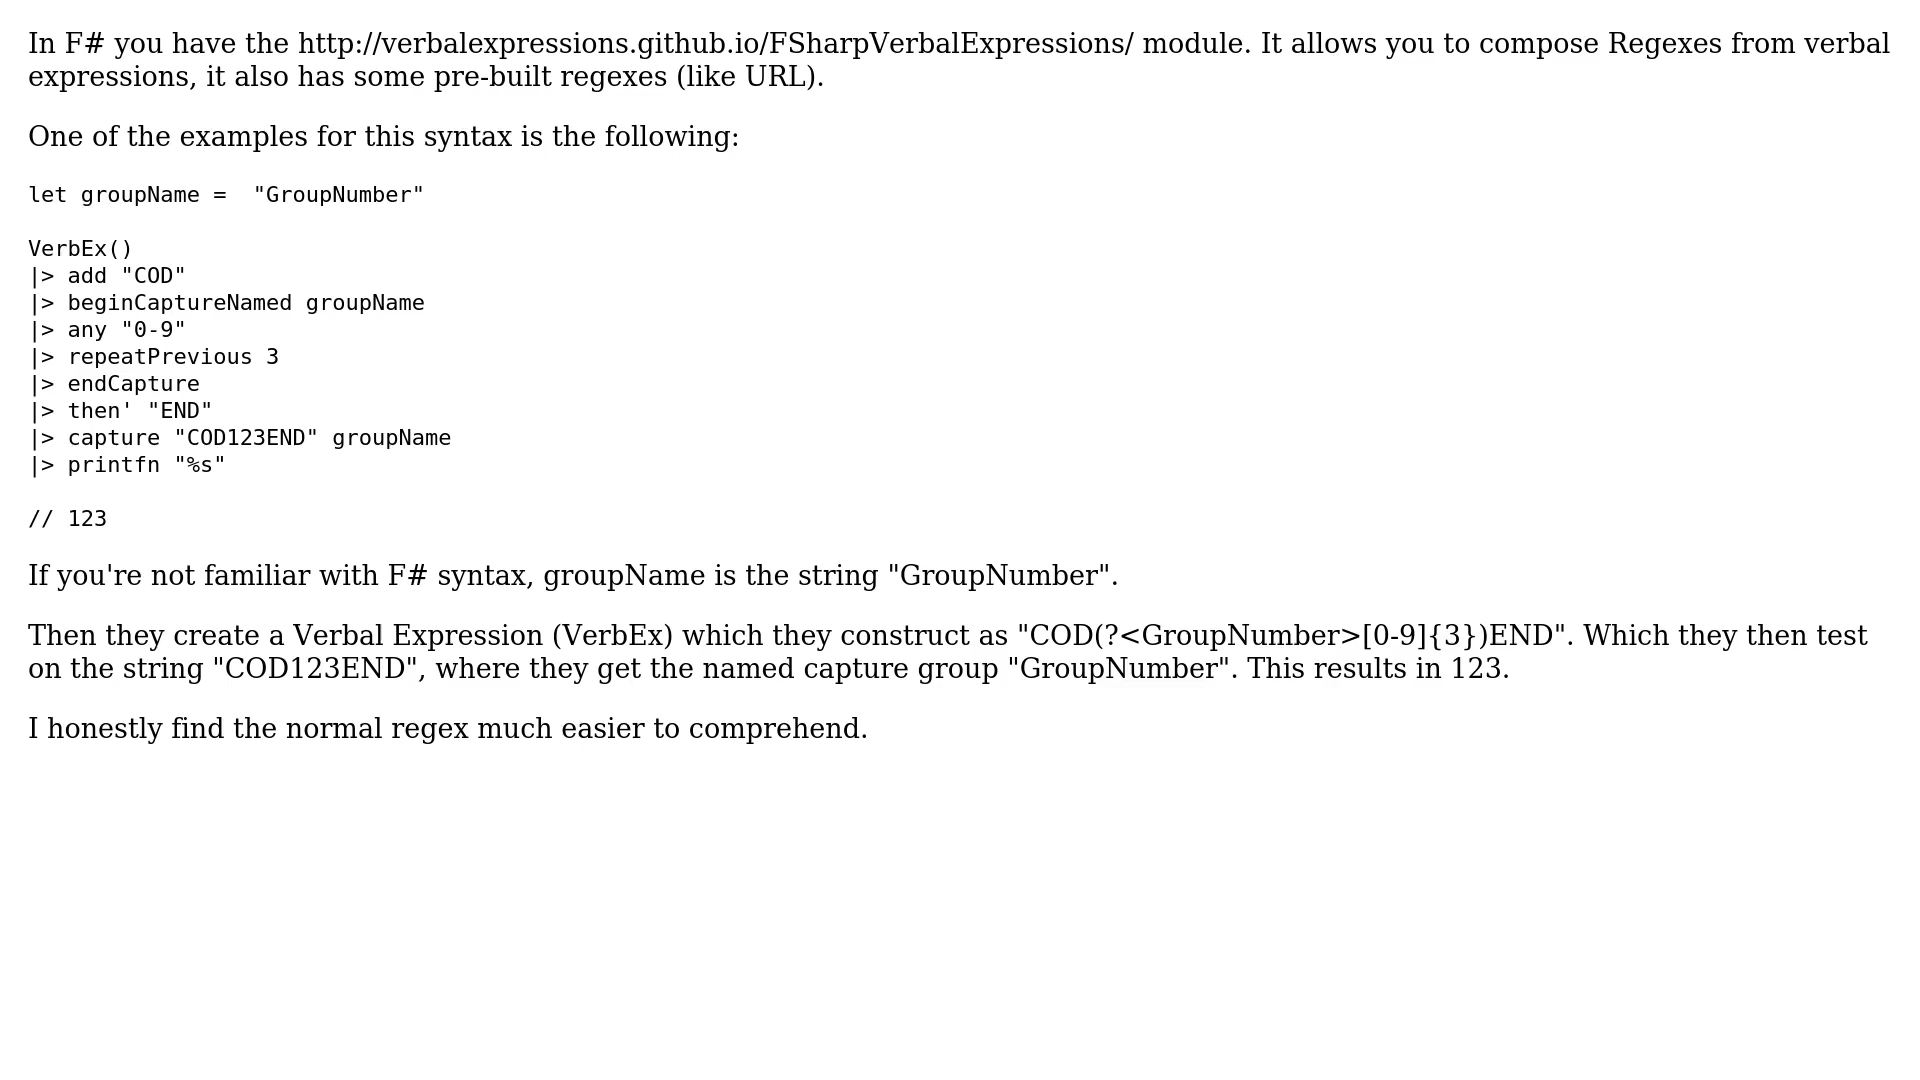 In F# you have the http://verbalexpressions.github.io/FSharpVerbalExpressions/ module. It allows you to compose Regexes from verbal
expressions, it also has some pre-built regexes (like URL).
One of the examples for this syntax is the following:
let groupName =  "GroupNumber"
VerbEx()
|> add "COD"
|> beginCaptureNamed groupName
|> any "0-9"
|> repeatPrevious 3
|> endCapture
|> then' "END"
|> capture "COD123END" groupName
|> printfn "%s"
// 123
If you're not familiar with F# syntax, groupName is the string "GroupNumber".
Then they create a Verbal Expression (VerbEx) which they construct as "COD(?<GroupNumber>[0-9]{3})END". Which they then test
on the string "COD123END", where they get the named capture group "GroupNumber". This results in 123.
I honestly find the normal regex much easier to comprehend.